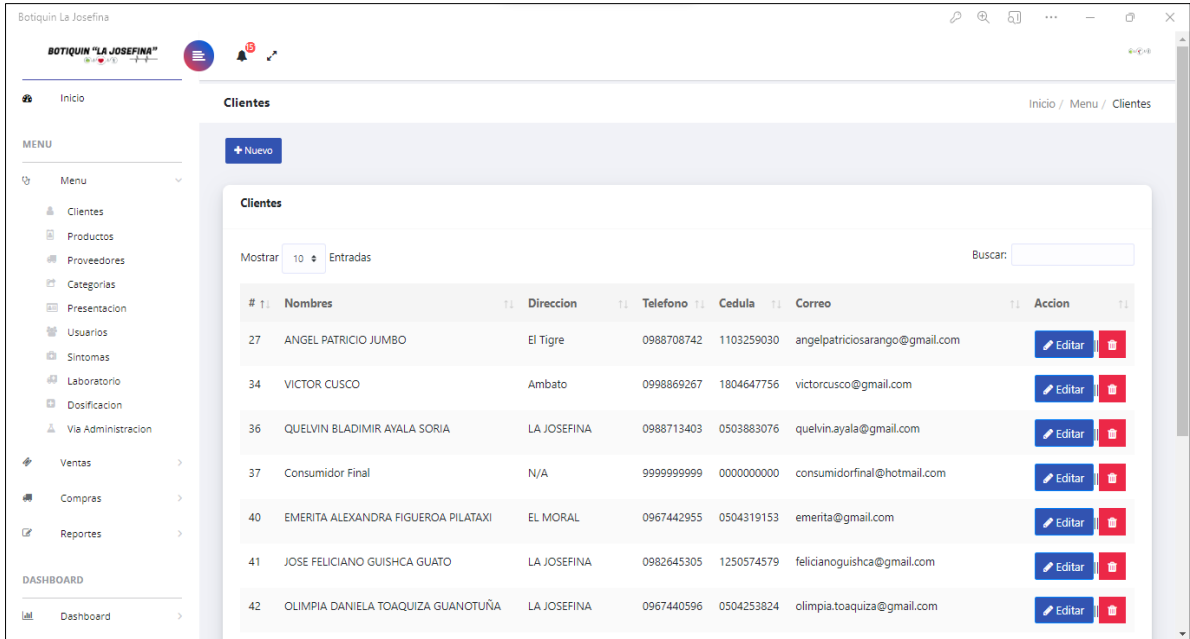 Botiquin La Josefina
BOTIQUIN “LA JOSEFINA”
15
Inicio
Clientes
Inicio / Menu / Clientes
MENU
+ Nuevo
Menu
Clientes
Productos
Proveedores
Categorias
Presentacion
Usuarios
Sintomas
Laboratorio
Dosificacion
Via Administracion
Ventas
Compras
Reportes
DASHBOARD
Dashboard
Clientes
Mostrar 10 Entradas
Buscar:
# Nombres Direccion Telefono Cedula Correo Accion
27 ANGEL PATRICIO JUMBO El Tigre 0988708742 1103259030 angelpatriciosarango@gmail.com Editar ||
34 VICTOR CUSCO Ambato 0998869267 1804647756 victorcusco@gmail.com Editar ||
36 QUELVIN BLADIMIR AYALA SORIA LA JOSEFINA 0988713403 0503883076 quelvin.ayala@gmail.com Editar ||
37 Consumidor Final N/A 9999999999 0000000000 consumidorfinal@hotmail.com Editar ||
40 EMERITA ALEXANDRA FIGUEROA PILATAXI EL MORAL 0967442955 0504319153 emerita@gmail.com Editar ||
41 JOSE FELICIANO GUISHCA GUATO LA JOSEFINA 0982645305 1250574579 felicianoguishca@gmail.com Editar ||
42 OLIMPIA DANIELA TOAQUIZA GUANOTUÑA LA JOSEFINA 0967440596 0504253824 olimpia.toaquiza@gmail.com Editar ||